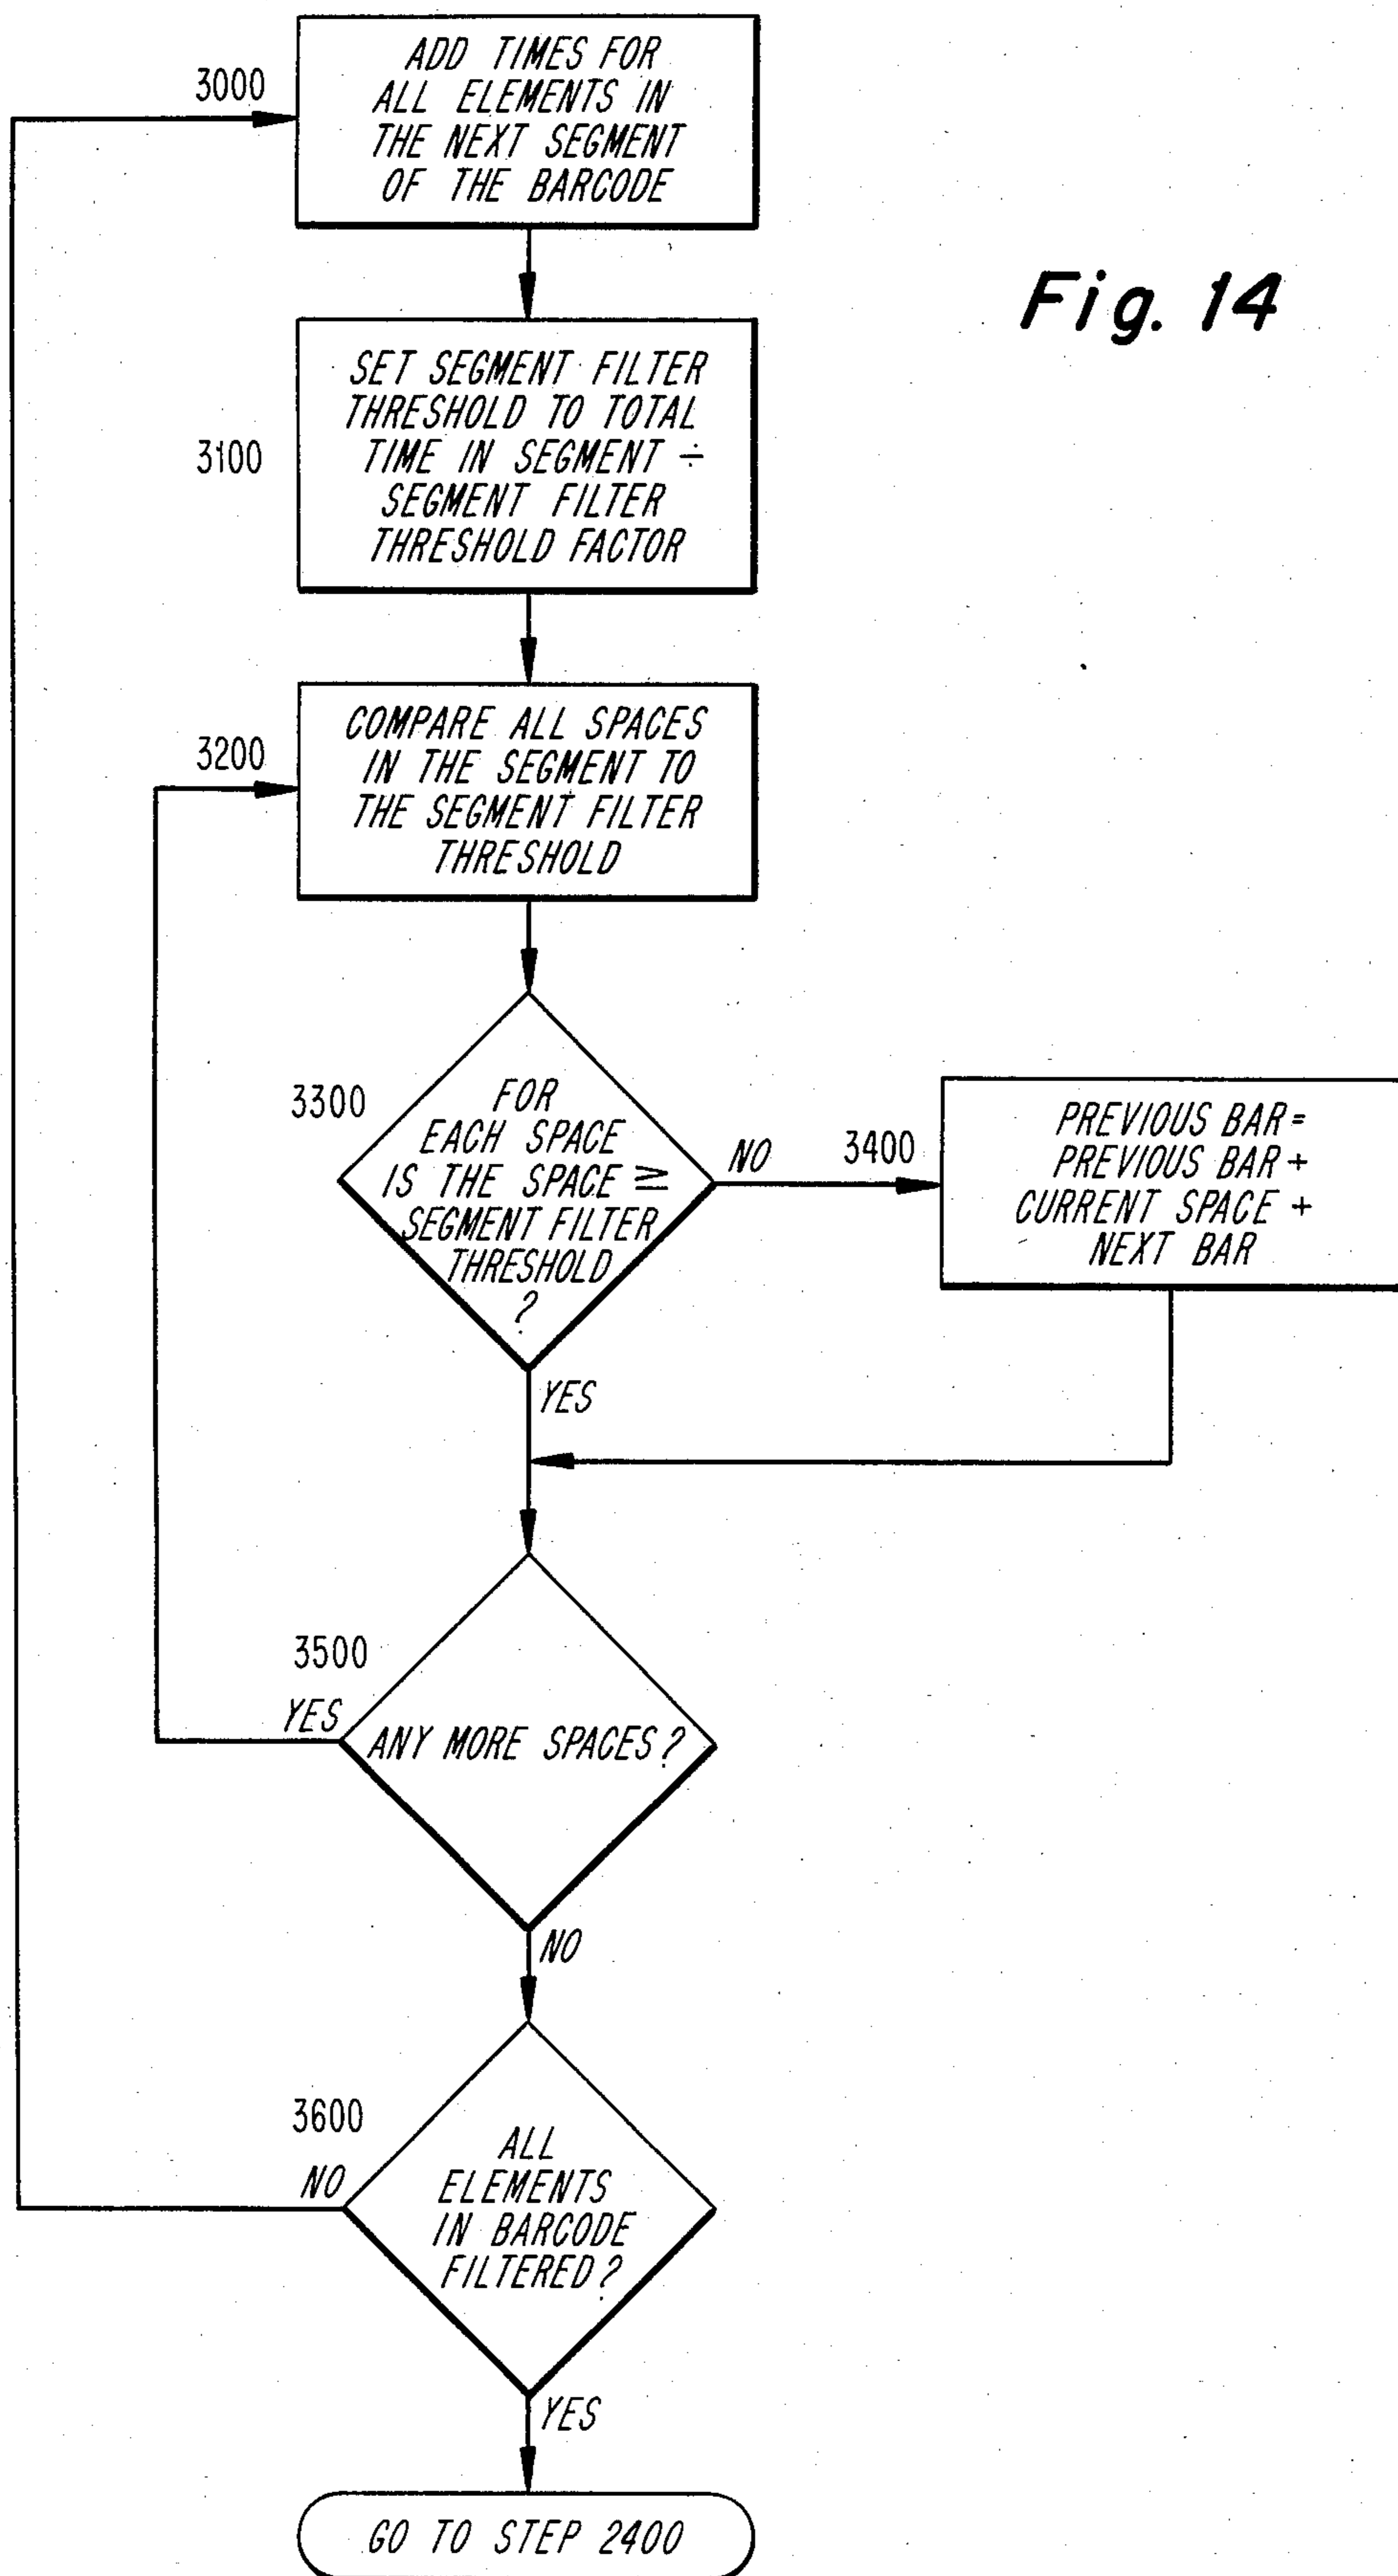 3000
ADD TIMES FOR
ALL ELEMENTS IN
THE NEXT SEGMENT
OF THE BARCODE
Fig. 14
3100
SET SEGMENT FILTER
THRESHOLD TO TOTAL
TIME IN SEGMENT ÷
SEGMENT FILTER
THRESHOLD FACTOR
3200
COMPARE ALL SPACES
IN THE SEGMENT TO
THE SEGMENT FILTER
THRESHOLD
3300
FOR
EACH SPACE
IS THE SPACE ≥
SEGMENT FILTER
THRESHOLD
?
NO
3400
PREVIOUS BAR=
PREVIOUS BAR +
CURRENT SPACE +
NEXT BAR
YES
3500
YES
ANY MORE SPACES?
NO
3600
NO
ALL
ELEMENTS
IN BARCODE
FILTERED?
YES
GO TO STEP 2400